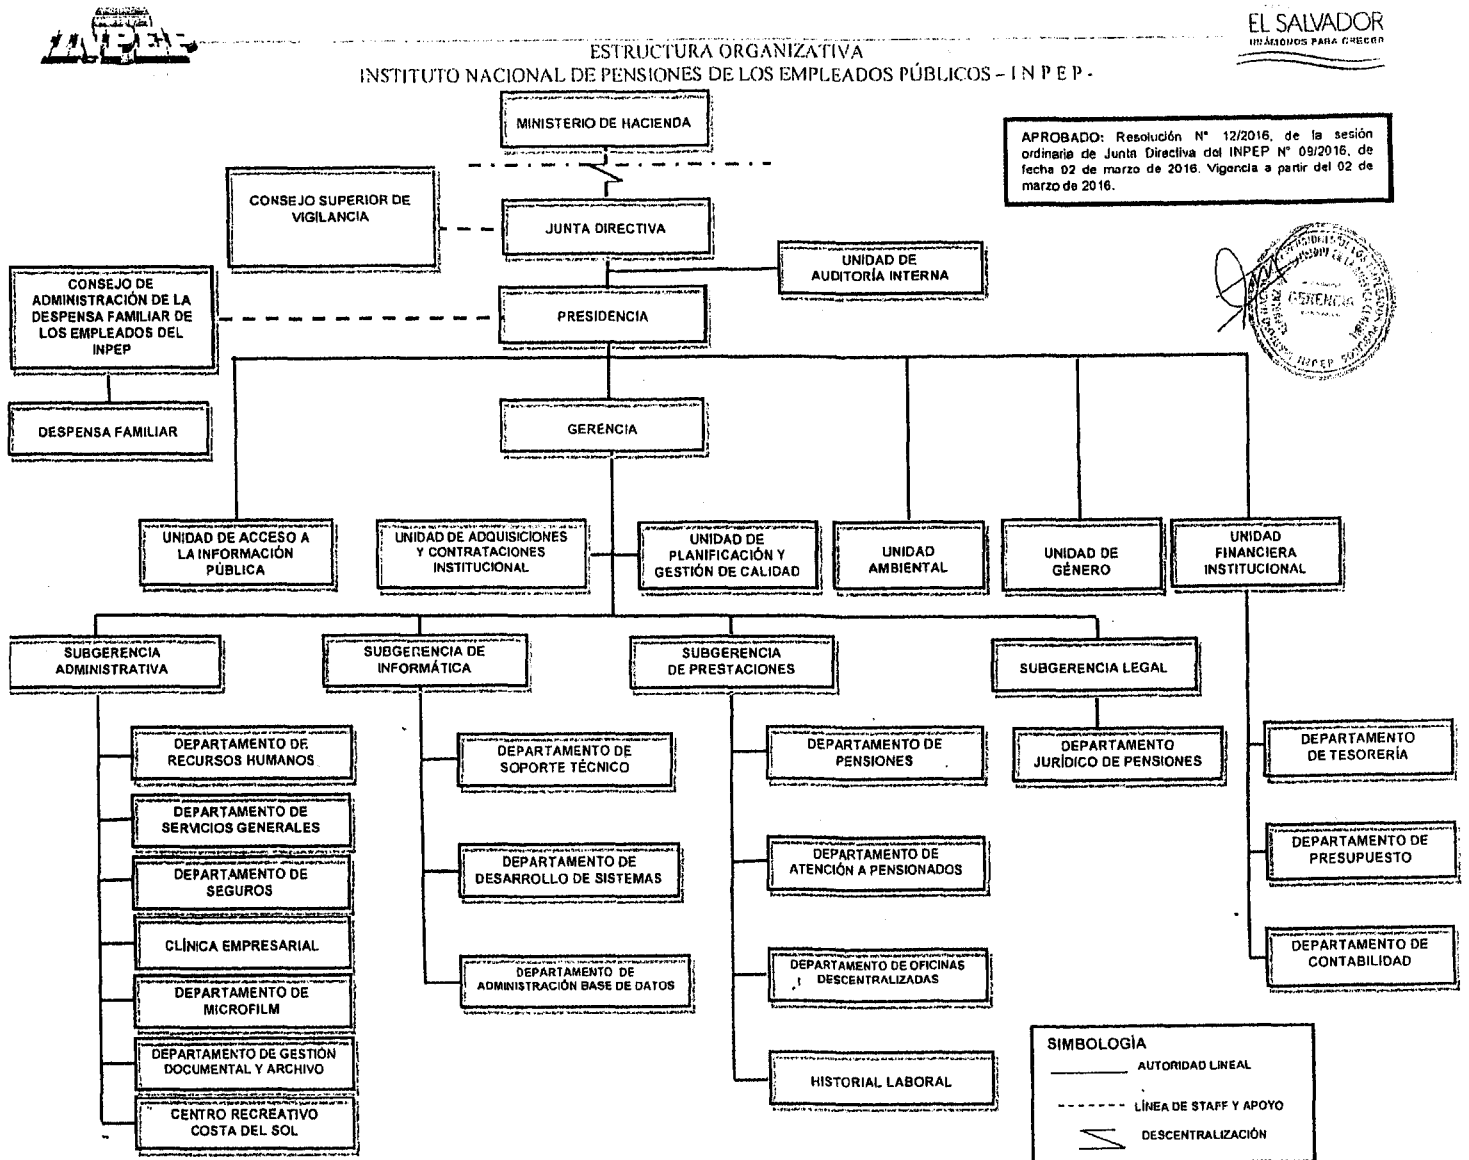 INPEP
EL SALVADOR
UNÁMONOS PARA CRECER
ESTRUCTURA ORGANIZATIVA
INSTITUTO NACIONAL DE PENSIONES DE LOS EMPLEADOS PÚBLICOS – I N P E P -
MINISTERIO DE HACIENDA
APROBADO: Resolución N° 12/2016, de la sesión
ordinaria de Junta Directiva del INPEP N° 09/2016, de
fecha 02 de marzo de 2016. Vigencia a partir del 02 de
marzo de 2016.
CONSEJO SUPERIOR DE
VIGILANCIA
JUNTA DIRECTIVA
UNIDAD DE
AUDITORÍA INTERNA
CONSEJO DE
ADMINISTRACIÓN DE LA
DESPENSA FAMILIAR DE
LOS EMPLEADOS DEL
INPEP
PRESIDENCIA
GERENCIA
INPEP
DESPENSA FAMILIAR
GERENCIA
UNIDAD DE ACCESO A
LA INFORMACIÓN
PÚBLICA
UNIDAD DE ADQUISICIONES
Y CONTRATACIONES
INSTITUCIONAL
UNIDAD DE
PLANIFICACIÓN Y
GESTIÓN DE CALIDAD
UNIDAD
AMBIENTAL
UNIDAD DE
GÉNERO
UNIDAD
FINANCIERA
INSTITUCIONAL
SUBGERENCIA
ADMINISTRATIVA
SUBGERENCIA DE
INFORMÁTICA
SUBGERENCIA
DE PRESTACIONES
SUBGERENCIA LEGAL
DEPARTAMENTO DE
RECURSOS HUMANOS
DEPARTAMENTO DE
SOPORTE TÉCNICO
DEPARTAMENTO DE
PENSIONES
DEPARTAMENTO
JURÍDICO DE PENSIONES
DEPARTAMENTO
DE TESORERÍA
DEPARTAMENTO DE
SERVICIOS GENERALES
DEPARTAMENTO DE
DESARROLLO DE SISTEMAS
DEPARTAMENTO DE
ATENCIÓN A PENSIONADOS
DEPARTAMENTO DE
PRESUPUESTO
DEPARTAMENTO DE
SEGUROS
CLÍNICA EMPRESARIAL
DEPARTAMENTO DE
ADMINISTRACIÓN BASE DE DATOS
DEPARTAMENTO DE OFICINAS
DESCENTRALIZADAS
DEPARTAMENTO DE
CONTABILIDAD
DEPARTAMENTO DE
MICROFILM
DEPARTAMENTO DE GESTIÓN
DOCUMENTAL Y ARCHIVO
HISTORIAL LABORAL
CENTRO RECREATIVO
COSTA DEL SOL
SIMBOLOGÍA
AUTORIDAD LINEAL
LÍNEA DE STAFF Y APOYO
DESCENTRALIZACIÓN